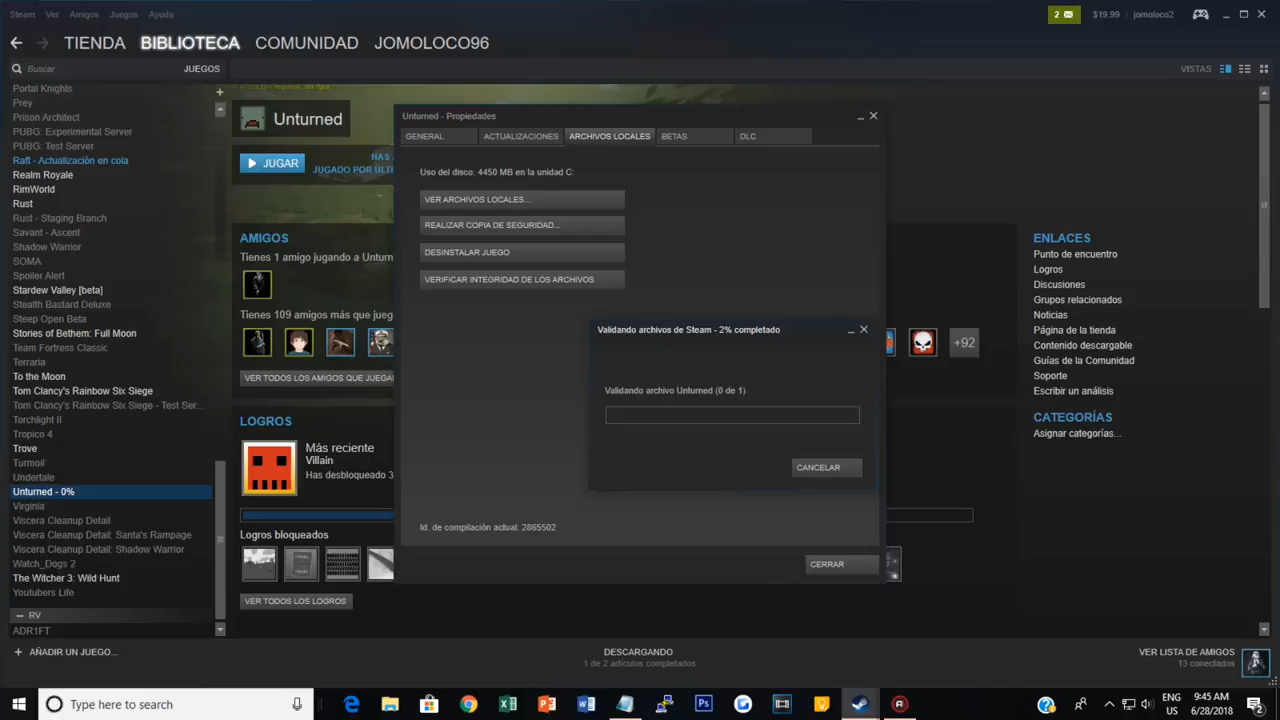 Steam Ver Amigos Juegos Ayuda
2 $19.99 jomoloco2
TIENDA BIBLIOTECA COMUNIDAD JOMOLOCO96
Buscar JUEGOS VISTAS
Portal Knights
Prey
Prison Architect
PUBG: Experimental Server
PUBG: Test Server
Raft - Actualización en cola
Realm Royale
RimWorld
Rust
Rust - Staging Branch
Savant - Ascent
Shadow Warrior
SOMA
Spoiler Alert
Stardew Valley [beta]
Stealth Bastard Deluxe
Steep Open Beta
Stories of Bethem: Full Moon
Team Fortress Classic
Terraria
To the Moon
Tom Clancy's Rainbow Six Siege
Tom Clancy's Rainbow Six Siege - Test Ser...
Torchlight II
Tropico 4
Trove
Turmoil
Undertale
Unturned - 0%
Virginia
Viscera Cleanup Detail
Viscera Cleanup Detail: Santa's Rampage
Viscera Cleanup Detail: Shadow Warrior
Watch_Dogs 2
The Witcher 3: Wild Hunt
Youtubers Life
RV
ADR1FT
AÑADIR UN JUEGO...
Unturned
JUGAR
HAS
JUGADO POR ÚLTI
AMIGOS
Tienes 1 amigo jugando a Unturn
Tienes 109 amigos más que jueg
+92
VER TODOS LOS AMIGOS QUE JUEGAN
LOGROS
Más reciente
Villain
Has desbloqueado 3
Logros bloqueados
VER TODOS LOS LOGROS
Unturned - Propiedades
GENERAL ACTUALIZACIONES ARCHIVOS LOCALES BETAS DLC
Uso del disco: 4450 MB en la unidad C:
VER ARCHIVOS LOCALES...
REALIZAR COPIA DE SEGURIDAD...
DESINSTALAR JUEGO
VERIFICAR INTEGRIDAD DE LOS ARCHIVOS
Validando archivos de Steam - 2% completado
Validando archivo Unturned (0 de 1)
CANCELAR
Id. de compilación actual: 2865502
CERRAR
ENLACES
Punto de encuentro
Logros
Discusiones
Grupos relacionados
Noticias
Página de la tienda
Contenido descargable
Guías de la Comunidad
Soporte
Escribir un análisis
CATEGORÍAS
Asignar categorías...
DESCARGANDO
1 de 2 artículos completados
VER LISTA DE AMIGOS
13 conectados
Type here to search
ENG
US
9:45 AM
6/28/2018
2